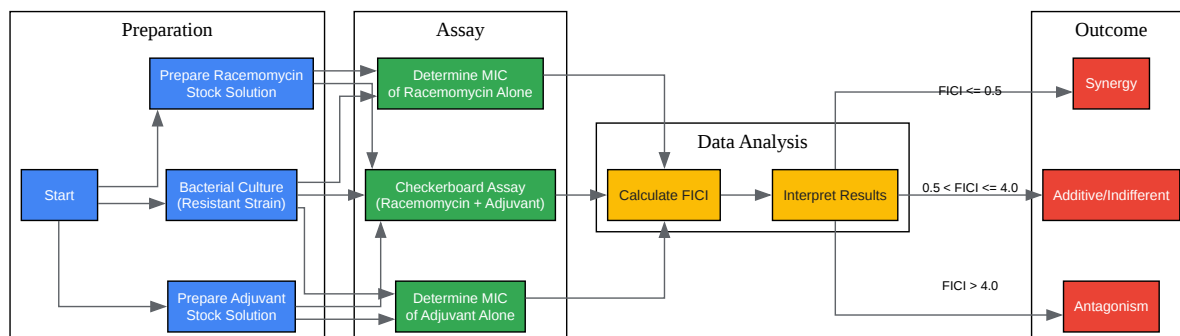 Preparation
Prepare Racemomycin
Stock Solution
Start
Bacterial Culture
(Resistant Strain)
Prepare Adjuvant
Stock Solution
Assay
Determine MIC
of Racemomycin Alone
Checkerboard Assay
(Racemomycin + Adjuvant)
Determine MIC
of Adjuvant Alone
Data Analysis
Calculate FICI
Interpret Results
FICI <= 0.5
0.5 < FICI <= 4.0
FICI > 4.0
Outcome
Synergy
Additive/Indifferent
Antagonism